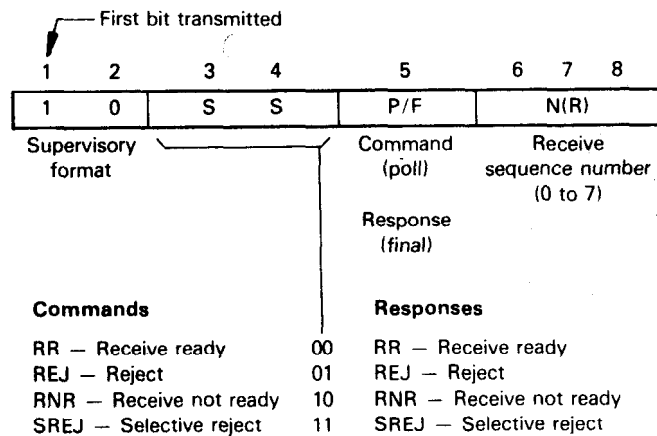 First bit transmitted
1 2 3 4 5 6 7 8
1 0 S S P/F N(R)
Supervisory format
Command (poll)
Response (final)
Receive sequence number (0 to 7)
Commands Responses
RR — Receive ready 00 RR — Receive ready
REJ — Reject 01 REJ — Reject
RNR — Receive not ready 10 RNR — Receive not ready
SREJ — Selective reject 11 SREJ — Selective reject